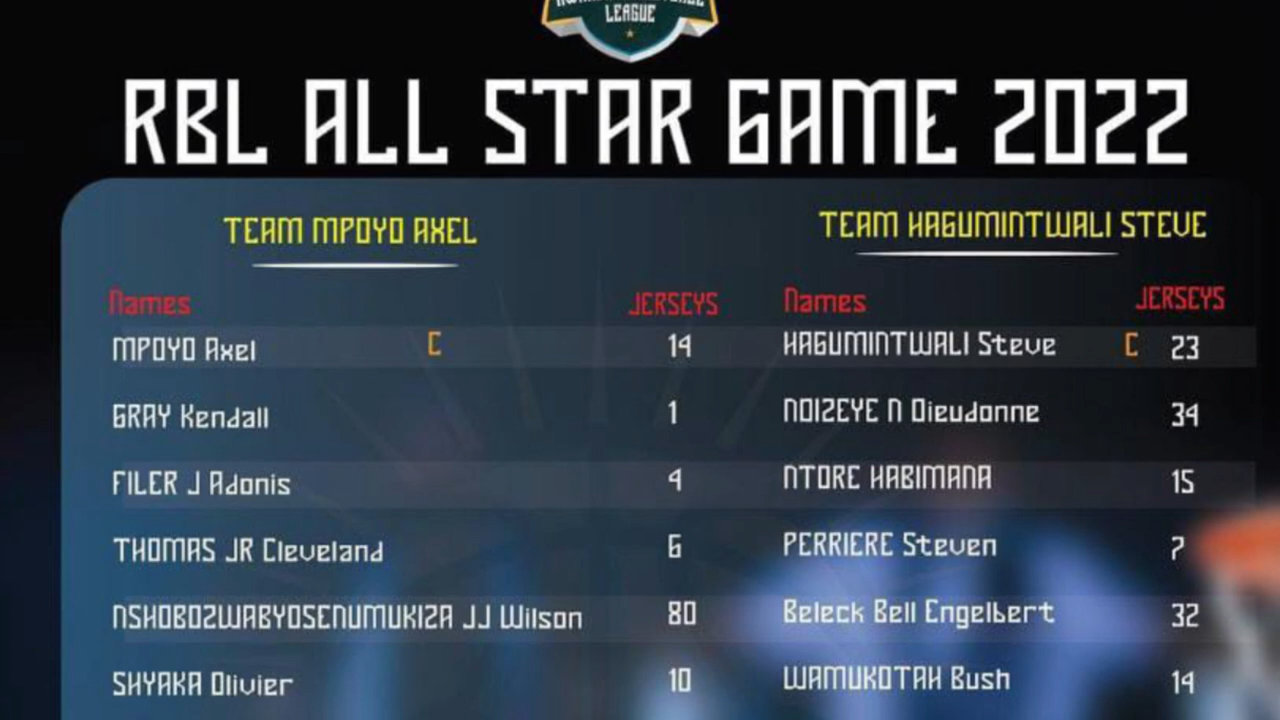 LEAGUE
RBL ALL STAR GAME 2022
TEAM MPOYO AXEL
Names JERSEYS
MPOYO Axel C 14
GRAY Kendall 1
FILER J Adonis 4
THOMAS JR Cleveland 6
NSHOBOZWABYOSENUMUKIZA JJ Wilson 80
SHYAKA Olivier 10
TEAM HAGUMINTWALI STEVE
Names JERSEYS
HAGUMINTWALI Steve C 23
NDIZEYE N Dieudonne 34
NTORE HABIMANA 15
PERRIERE Steven 7
Beleck Bell Engelbert 32
WAMUKOTAH Bush 14